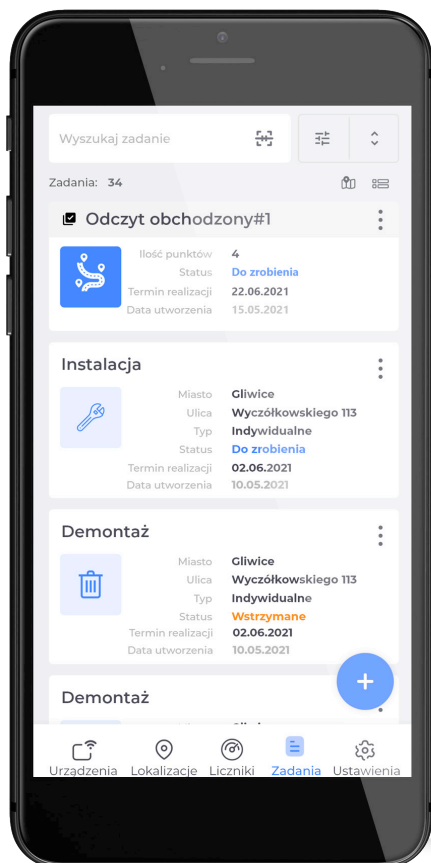 Wyszukaj zadanie
Zadania: 34
Odczyt obchodzony#1
Ilość punktów 4
Status Do zrobienia
Termin realizacji 22.06.2021
Data utworzenia 15.05.2021
Instalacja
Miasto Gliwice
Ulica Wyczółkowskiego 113
Typ Indywidualne
Status Do zrobienia
Termin realizacji 02.06.2021
Data utworzenia 10.05.2021
Demontaż
Miasto Gliwice
Ulica Wyczółkowskiego 113
Typ Indywidualne
Status Wstrzymane
Termin realizacji 02.06.2021
Data utworzenia 10.05.2021
Demontaż
Urządzenia Lokalizacje Liczniki Zadania Ustawienia